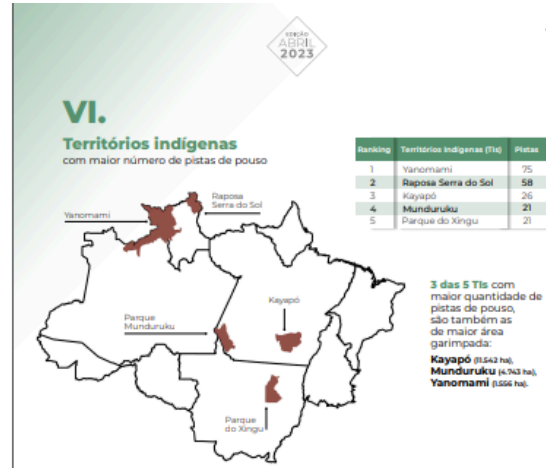 EDIÇÃO
ABRIL
2023
VI.
Territórios indígenas
com maior número de pistas de pouso
Ranking Territórios Indígenas (TIs) Pistas
1 Yanomami 75
2 Raposa Serra do Sol 58
3 Kayapó 26
4 Munduruku 21
5 Parque do Xingu 21
Raposa
Serra do Sol
Yanomami
Parque
Munduruku
Kayapó
Parque
do Xingu
3 das 5 TIs com
maior quantidade de
pistas de pouso,
são também as
de maior área
garimpada:
Kayapó (11.542 ha),
Munduruku (4.743 ha),
Yanomami (1.556 ha).